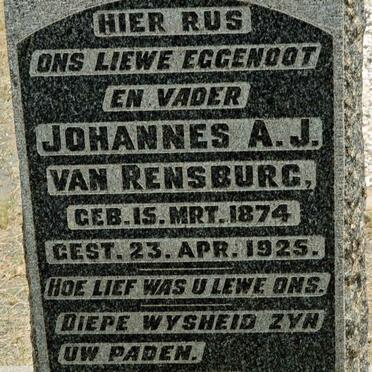 HIER RUS
ONS LIEWE EGGENOOT
EN VADER
JOHANNES A.J.
VAN RENSBURG,
GEB. 15. MRT. 1874
GEST. 23. APR. 1925.
HOE LIEF WAS U LEWE ONS.
DIEPE WYSHEID ZYN
UW PADEN.